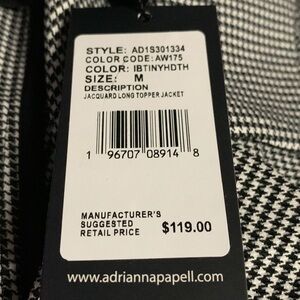 STYLE: AD1S301334
COLOR CODE: AW175
COLOR: IBTINYHDTH
SIZE: M
DESCRIPTION
JACQUARD LONG TOPPER JACKET
1 96707 08914 8
MANUFACTURER'S
SUGGESTED
RETAIL PRICE $119.00
www.adriannapapell.com